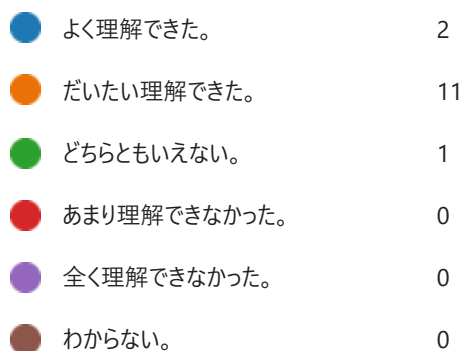 よく理解できた。 2
だいたい理解できた。 11
どちらともいえない。 1
あまり理解できなかった。 0
全く理解できなかった。 0
わからない。 0